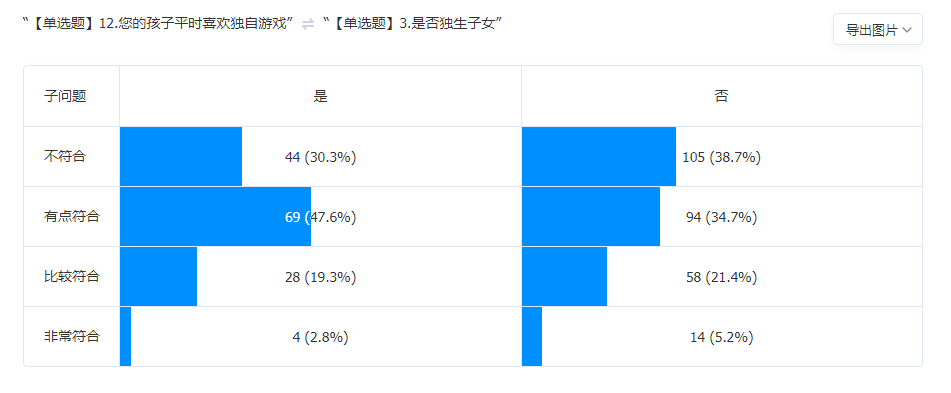 “【单选题】12.您的孩子平时喜欢独自游戏” ⇌ “【单选题】3.是否独生子女”
导出图片
子问题 是 否
不符合 44 (30.3%) 105 (38.7%)
有点符合 69 (47.6%) 94 (34.7%)
比较符合 28 (19.3%) 58 (21.4%)
非常符合 4 (2.8%) 14 (5.2%)